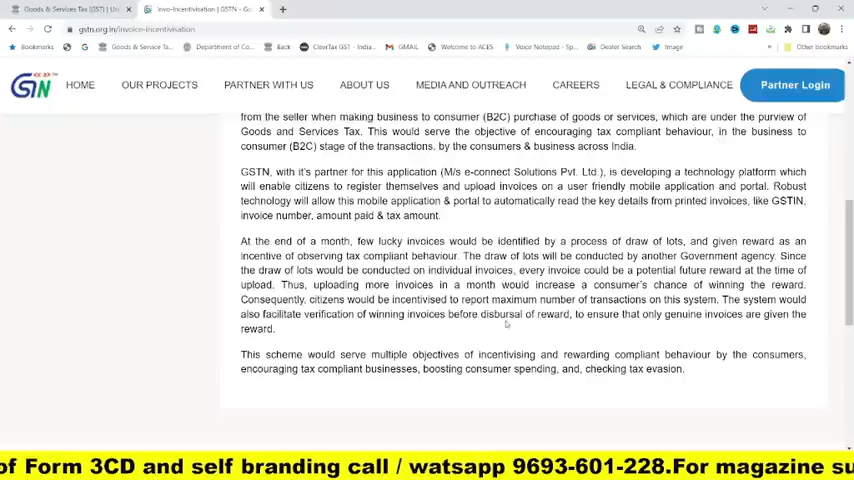 Goods & Services Tax (GST) | Us
Invo-Incentivisation | GSTN - Go
gstn.org.in/invoice-incentivisation
Bookmarks
Goods & Service Ta...
Department of Co...
Back
ClearTax GST - India...
GMAIL
Welcome to ACES
Voice Notepad - Sp...
Dealer Search
Image
Other bookmarks
GSTN
HOME
OUR PROJECTS
PARTNER WITH US
ABOUT US
MEDIA AND OUTREACH
CAREERS
LEGAL & COMPLIANCE
Partner Login
from the seller when making business to consumer (B2C) purchase of goods or services, which are under the purview of
Goods and Services Tax. This would serve the objective of encouraging tax compliant behaviour, in the business to
consumer (B2C) stage of the transactions, by the consumers & business across India.
GSTN, with it's partner for this application (M/s e-connect Solutions Pvt. Ltd.), is developing a technology platform which
will enable citizens to register themselves and upload invoices on a user friendly mobile application and portal. Robust
technology will allow this mobile application & portal to automatically read the key details from printed invoices, like GSTIN,
invoice number, amount paid & tax amount.
At the end of a month, few lucky invoices would be identified by a process of draw of lots, and given reward as an
incentive of observing tax compliant behaviour. The draw of lots will be conducted by another Government agency. Since
the draw of lots would be conducted on individual invoices, every invoice could be a potential future reward at the time of
upload. Thus, uploading more invoices in a month would increase a consumer's chance of winning the reward.
Consequently, citizens would be incentivised to report maximum number of transactions on this system. The system would
also facilitate verification of winning invoices before disbursal of reward, to ensure that only genuine invoices are given the
reward.
This scheme would serve multiple objectives of incentivising and rewarding compliant behaviour by the consumers,
encouraging tax compliant businesses, boosting consumer spending, and, checking tax evasion.
of Form 3CD and self branding call / watsapp 9693-601-228.For magazine su